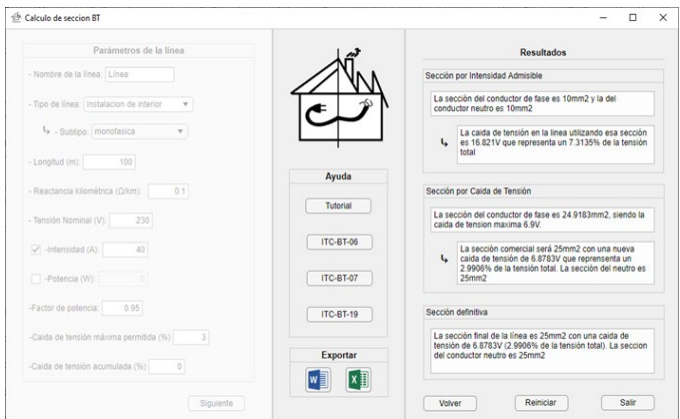 Calculo de seccion BT
Parámetros de la línea
- Nombre de la línea: Línea
- Tipo de línea: Instalacion de interior
- Subtipo: monofasica
- Longitud (m): 100
- Reactancia kilométrica (Ω/km): 0.1
- Tensión Nominal (V): 230
-Intensidad (A): 40
-Potencia (W): 0
-Factor de potencia: 0.95
-Caida de tensión máxima permitida (%) 3
-Caída de tensión acumulada (%) 0
Siguiente
Ayuda
Tutorial
ITC-BT-06
ITC-BT-07
ITC-BT-19
Exportar
Resultados
Sección por Intensidad Admisible
La sección del conductor de fase es 10mm2 y la del
conductor neutro es 10mm2
La caida de tensión en la linea utilizando esa sección
es 16.821V que representa un 7.3135% de la tensión
total
Sección por Caida de Tensión
La sección del conductor de fase es 24.9183mm2, siendo la
caida de tension maxima 6.9V.
La sección comercial será 25mm2 con una nueva
caida de tensión de 6.8783V que reprensenta un
2.9906% de la tensión total. La sección del neutro es
25mm2
Sección definitiva
La sección final de la línea es 25mm2 con una caida de
tensión de 6.8783V (2.9906% de la tensión total). La seccion
del conductor neutro es 25mm2
Volver
Reiniciar
Salir